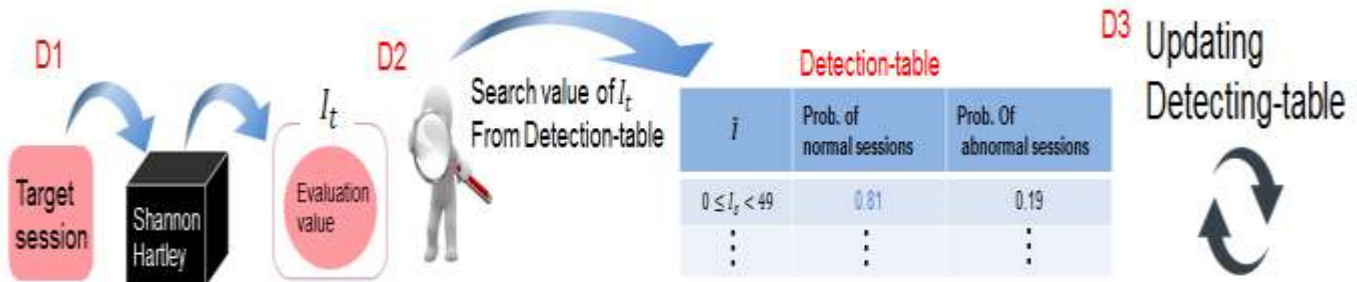 D1
Target
session
Shannon
Hartley
I_t
Evaluation
value
D2
Search value of I_t
From Detection-table
Detection-table
Ĩ
Prob. of
normal sessions
Prob. Of
abnormal sessions
0 ≤ I_s < 49 0.81 0.19
⋮ ⋮ ⋮
D3
Updating
Detecting-table